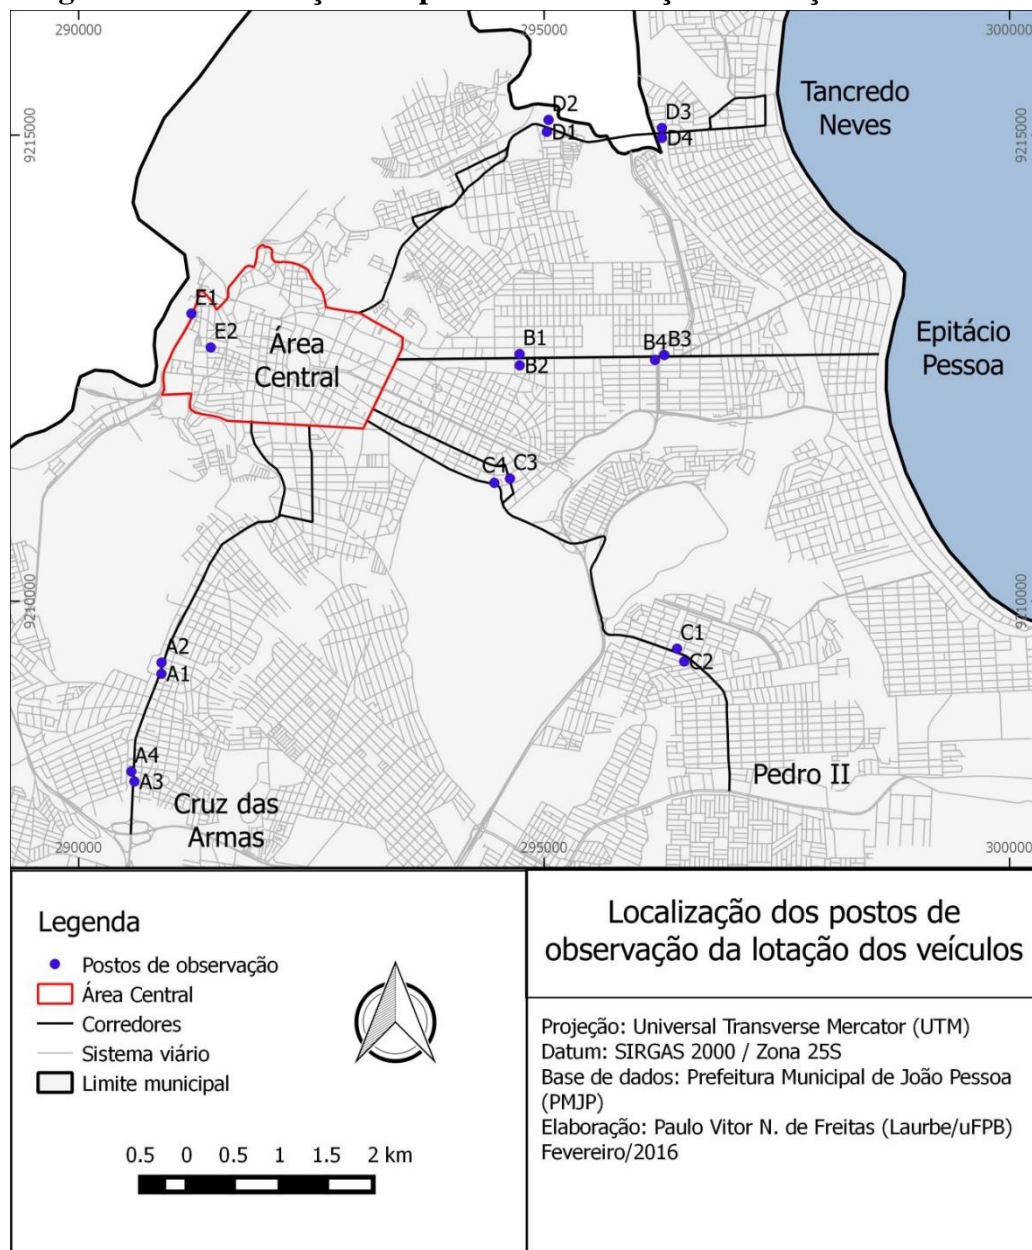 290000
295000
300000
9215000
9215000
Tancredo
Neves
D2
D1
D3
D4
E1
E2
Área
Central
B1
B2
B4
B3
Epitácio
Pessoa
C4
C3
9210000
9210000
A2
A1
C1
C2
A4
A3
Cruz das
Armas
Pedro II
290000
295000
300000
Legenda
Postos de observação
Área Central
Corredores
Sistema viário
Limite municipal
0.5 0 0.5 1 1.5 2 km
Localização dos postos de
observação da lotação dos veículos
Projeção: Universal Transverse Mercator (UTM)
Datum: SIRGAS 2000 / Zona 25S
Base de dados: Prefeitura Municipal de João Pessoa
(PMJP)
Elaboração: Paulo Vitor N. de Freitas (Laurbe/uFPB)
Fevereiro/2016